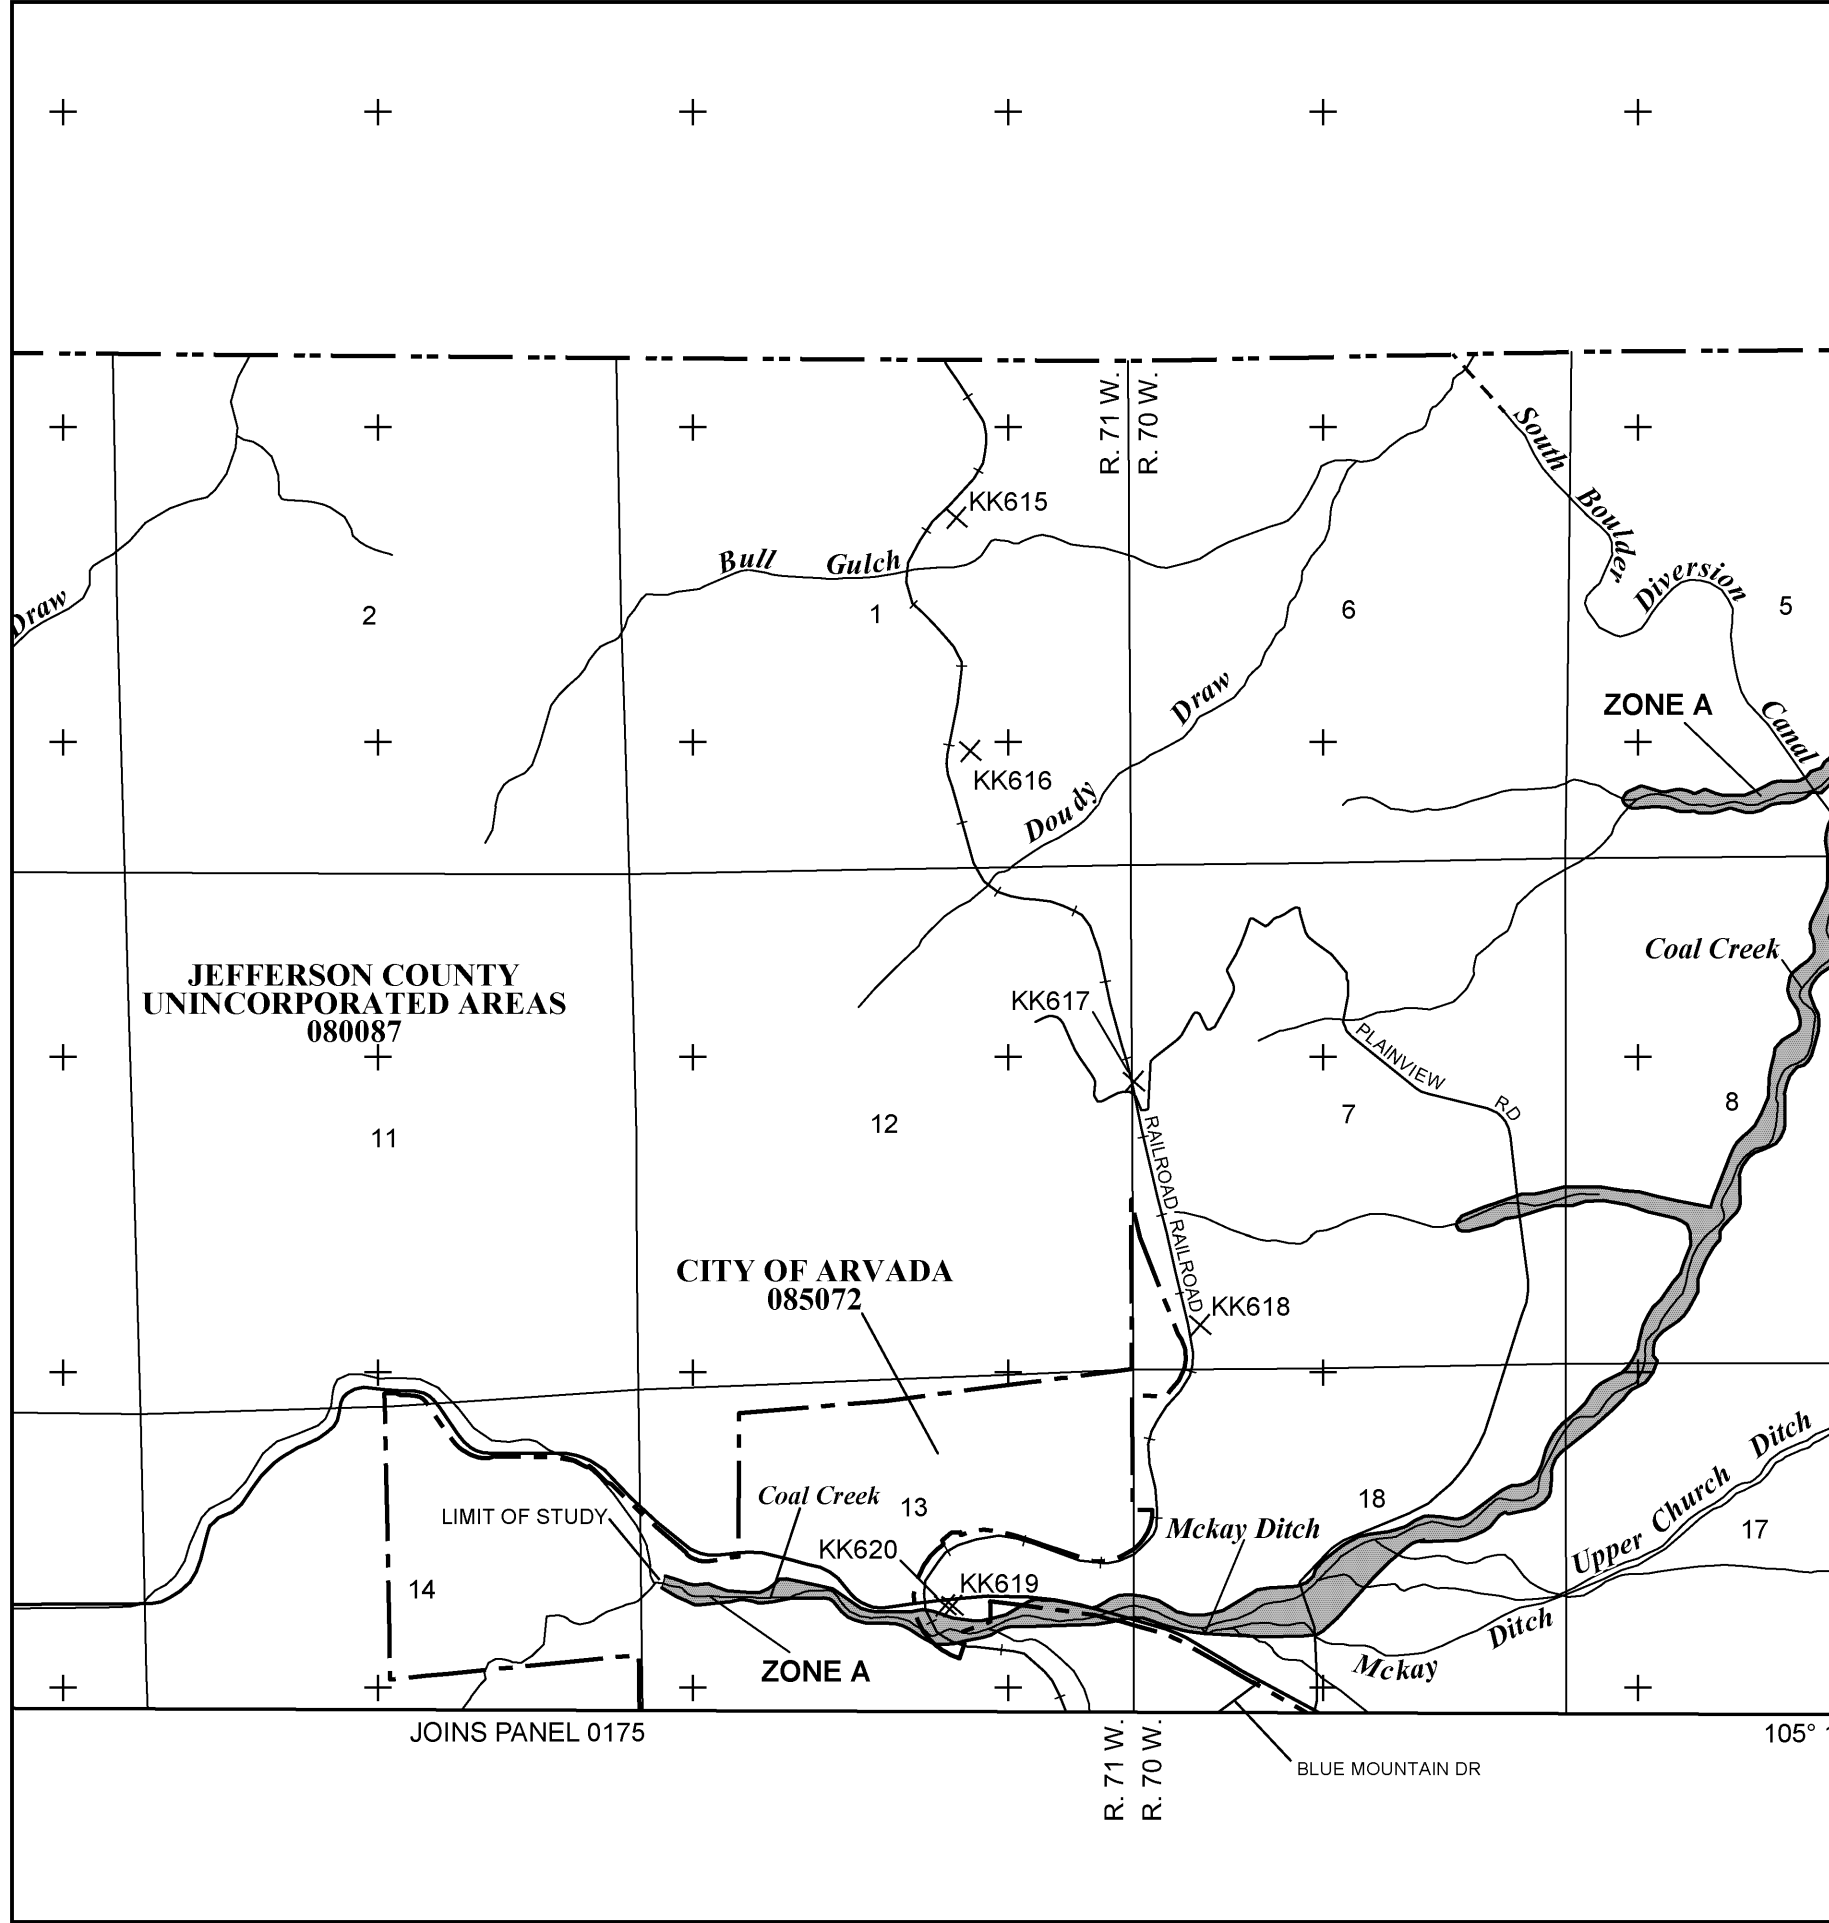 R. 71 W.
R. 70 W.
South Boulder Diversion Canal
KK615
Bull Gulch
Draw
2
1
6
5
ZONE A
Draw
KK616
Doudy
Coal Creek
JEFFERSON COUNTY
UNINCORPORATED AREAS
080087
KK617
PLAINVIEW RD
8
7
12
11
RAILROAD RAILROAD
CITY OF ARVADA
085072
KK618
Coal Creek
13
18
LIMIT OF STUDY
Mckay Ditch
Upper Church Ditch
17
KK620
KK619
14
Mckay Ditch
ZONE A
JOINS PANEL 0175
105°
R. 71 W.
R. 70 W.
BLUE MOUNTAIN DR